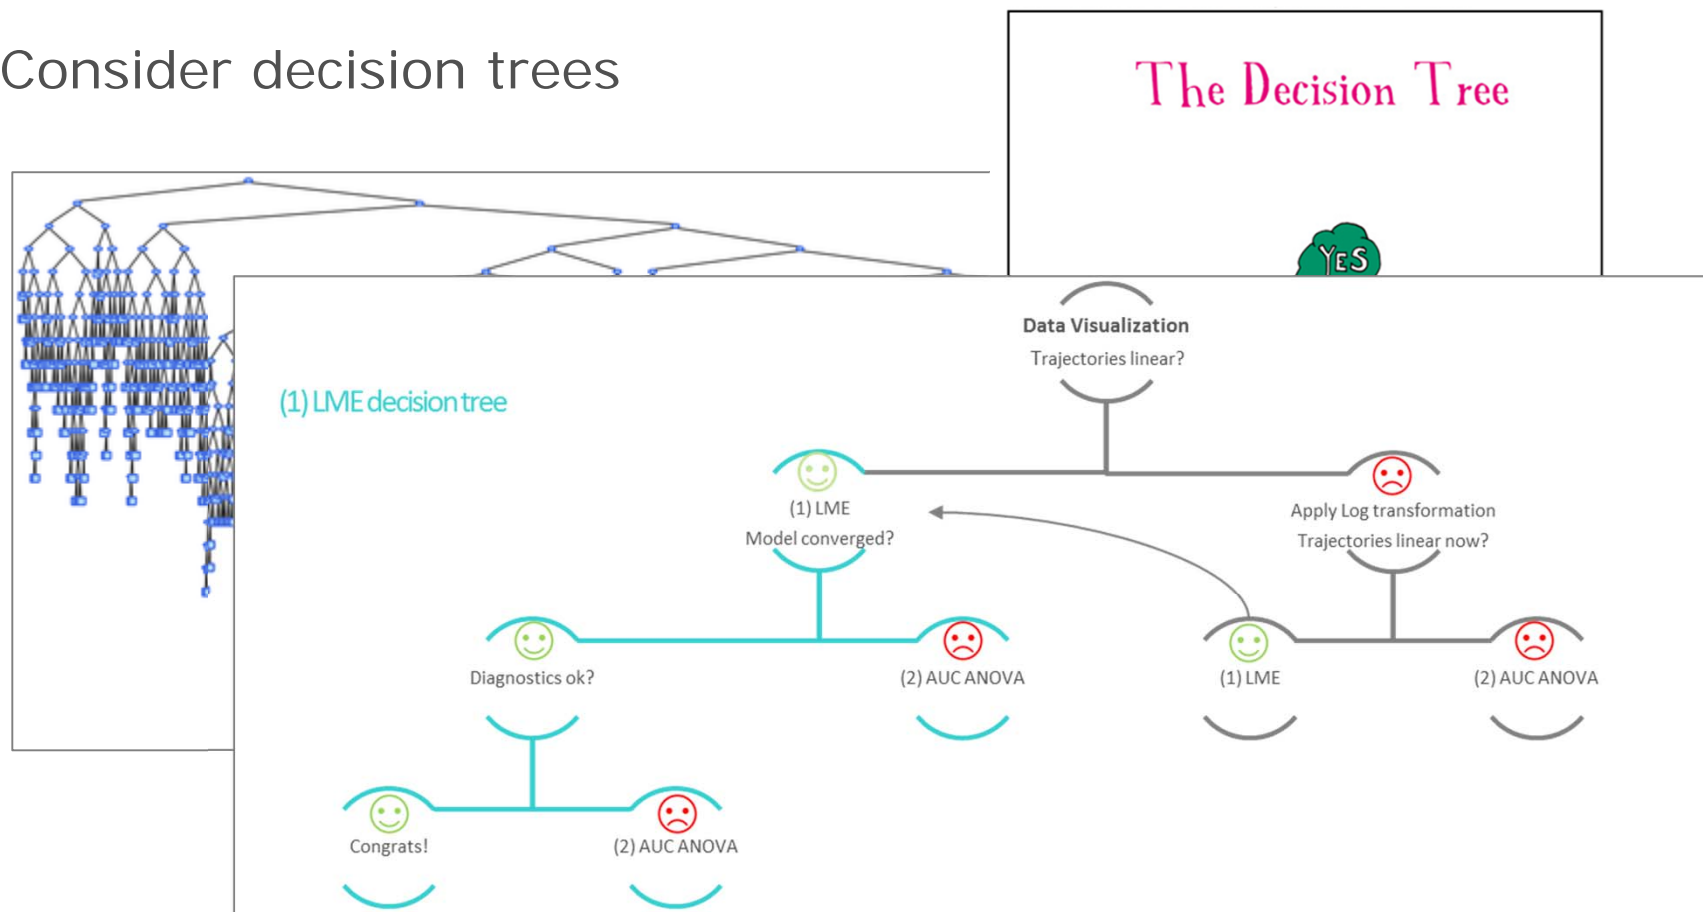 Consider decision trees
The Decision Tree
YES
Data Visualization
Trajectories linear?
(1) LME decision tree
(1) LME
Model converged?
Apply Log transformation
Trajectories linear now?
Diagnostics ok?
(2) AUC ANOVA
(1) LME
(2) AUC ANOVA
Congrats!
(2) AUC ANOVA